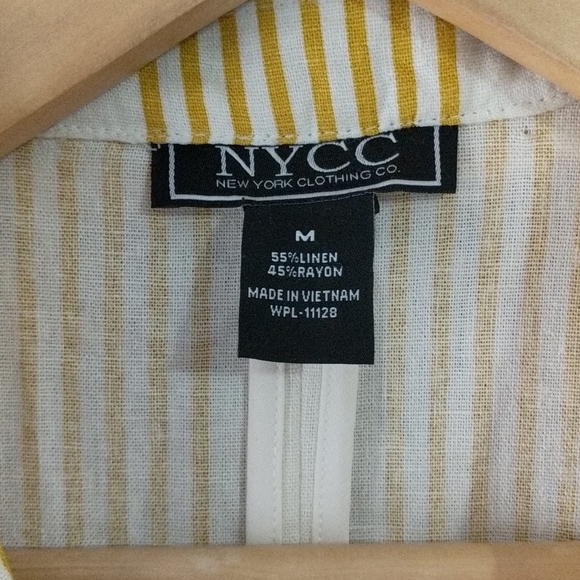 NYCC
NEW YORK CLOTHING CO.
M
55%LINEN
45%RAYON
MADE IN VIETNAM
WPL-11128